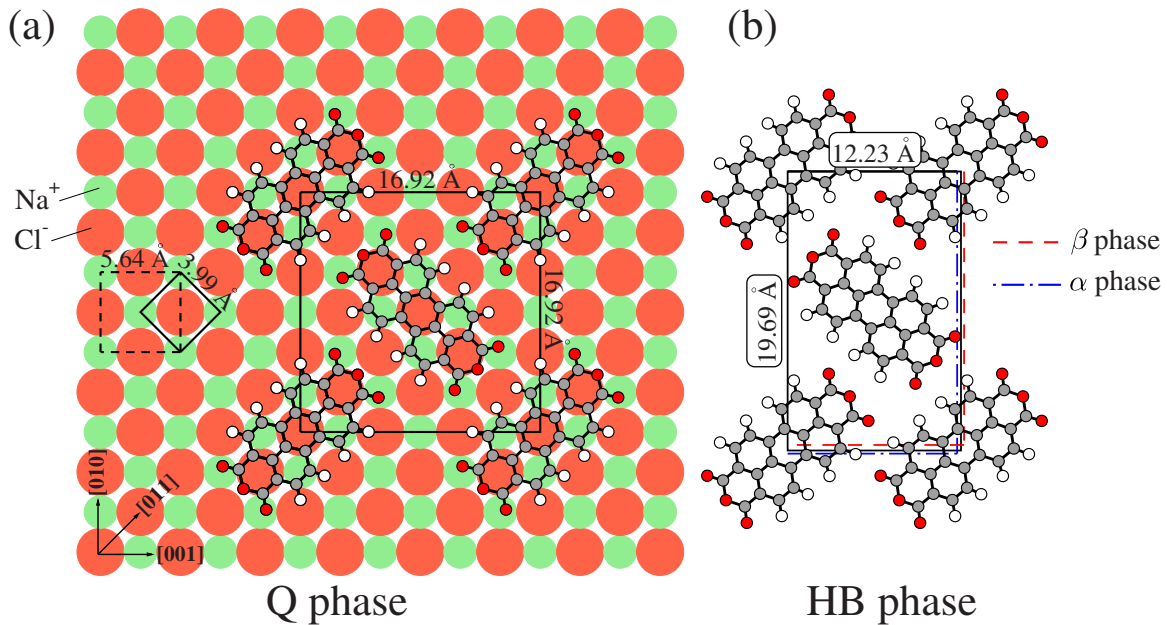 (a)
(b)
16.92 Å
12.23 Å
Na+
Cl-
5.64 Å
3.99 Å
16.92 Å
19.69 Å
β phase
α phase
[010]
[011]
[001]
Q phase
HB phase